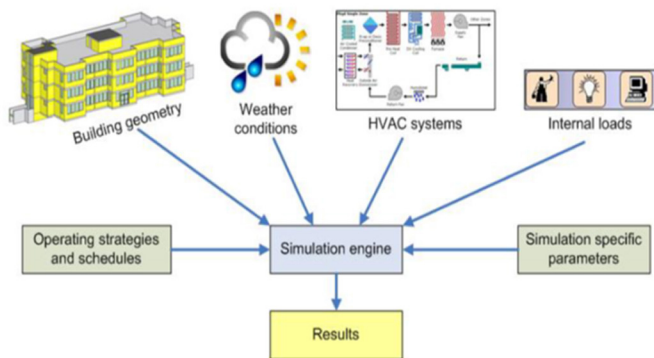 Building geometry
Weather
conditions
HVAC systems
Internal loads
Operating strategies
and schedules
Simulation engine
Simulation specific
parameters
Results